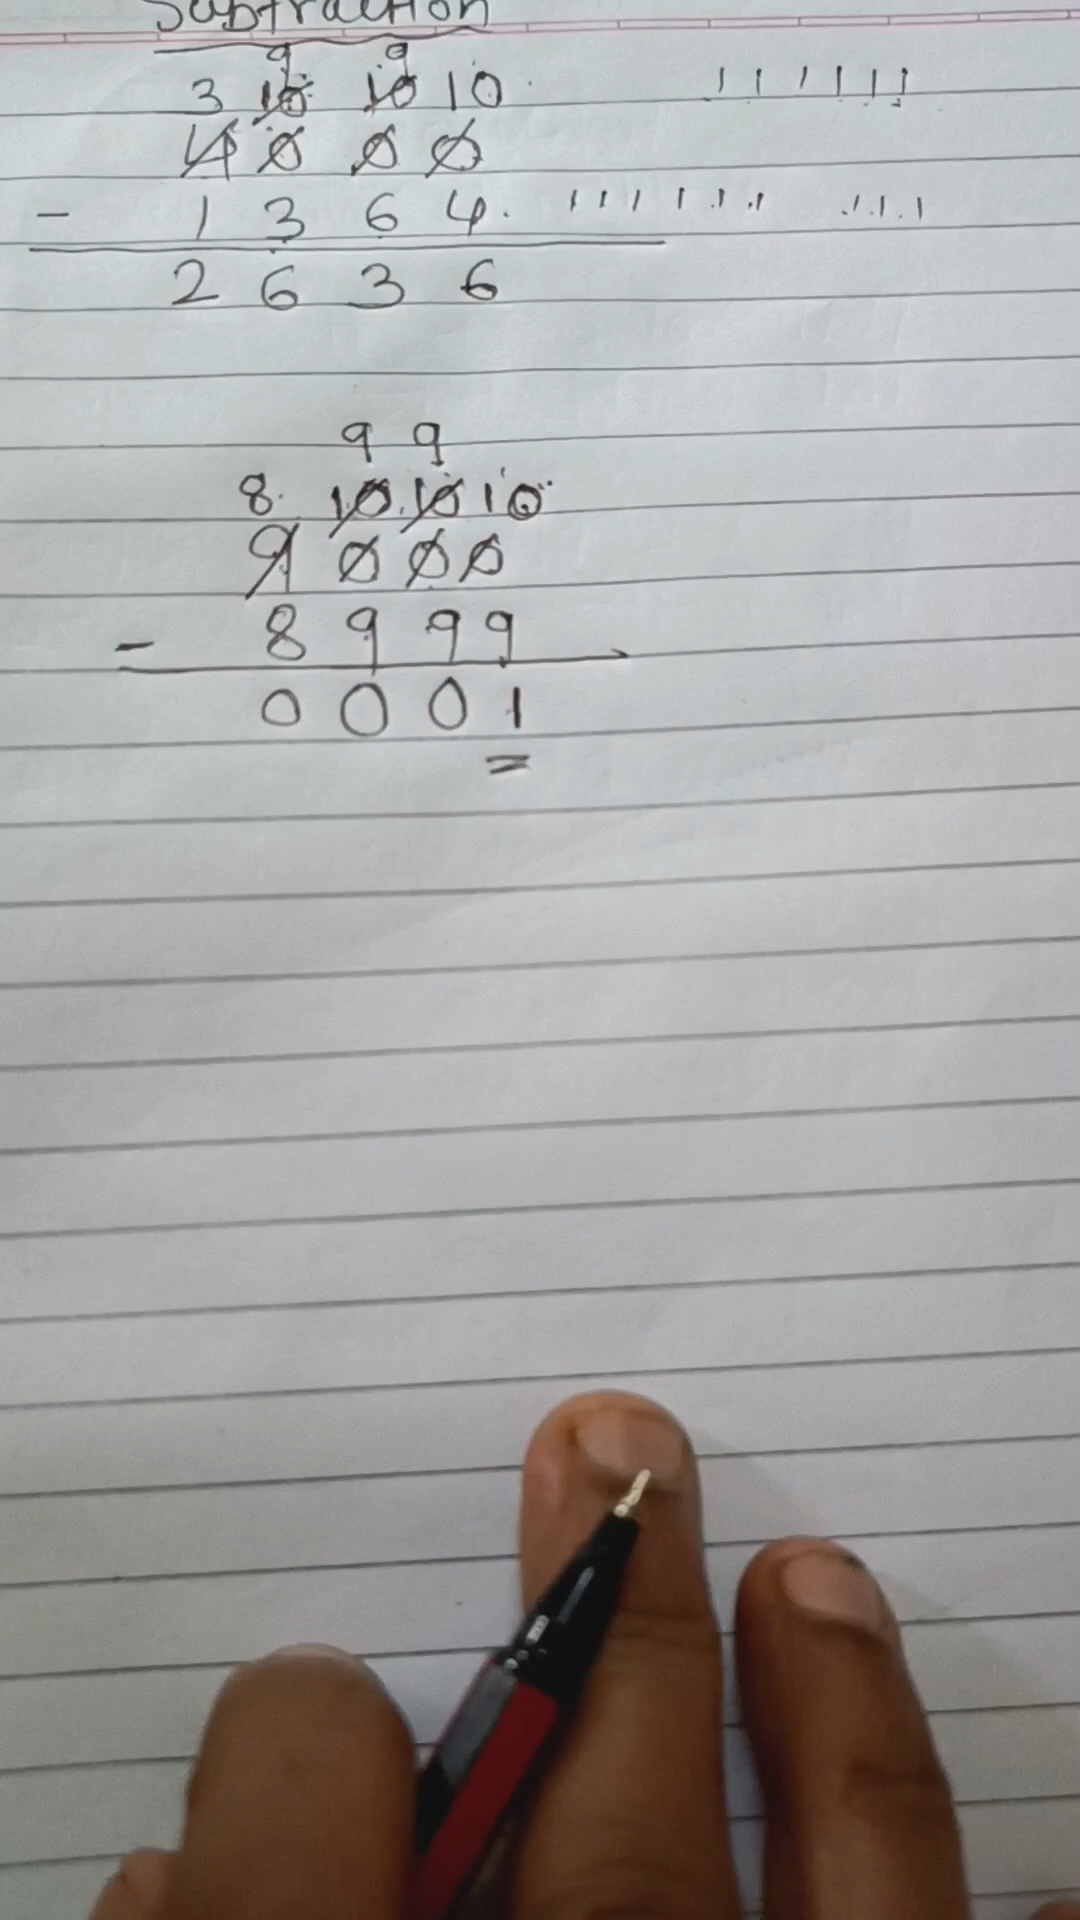 Subtraction
9 9
3 10 10 10
4 0 0 0
- 1 3 6 4
2 6 3 6
9 9
8 10 10 10
9 0 0 0
- 8 9 9 9
0 0 0 1
=